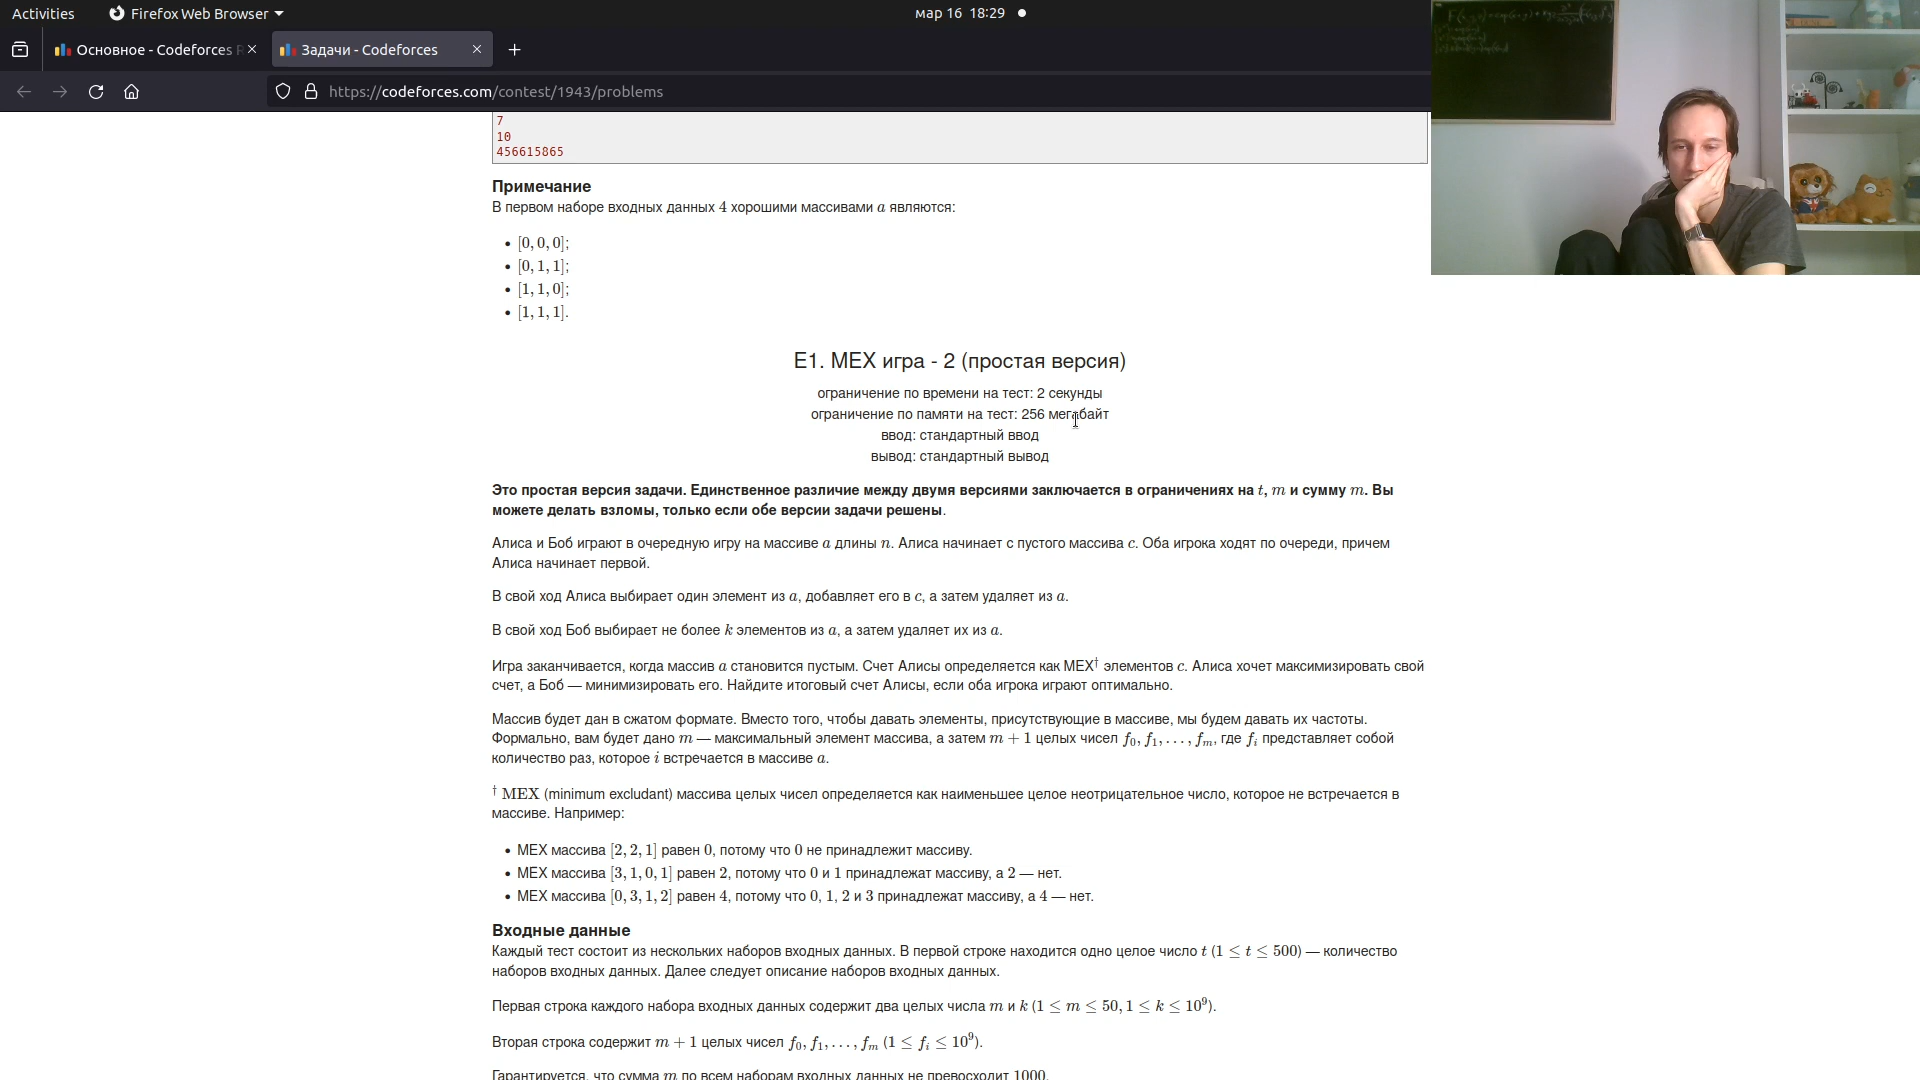 Activities
Firefox Web Browser
мар 16 18:29
Основное - Codeforces
Задачи - Codeforces
https://codeforces.com/contest/1943/problems
7
10
456615865
Примечание
В первом наборе входных данных 4 хорошими массивами a являются:
• [0, 0, 0];
• [0, 1, 1];
• [1, 1, 0];
• [1, 1, 1].
E1. MEX игра - 2 (простая версия)
ограничение по времени на тест: 2 секунды
ограничение по памяти на тест: 256 мегабайт
ввод: стандартный ввод
вывод: стандартный вывод
Это простая версия задачи. Единственное различие между двумя версиями заключается в ограничениях на t, m и сумму m. Вы
можете делать взломы, только если обе версии задачи решены.
Алиса и Боб играют в очередную игру на массиве a длины n. Алиса начинает с пустого массива c. Оба игрока ходят по очереди, причем
Алиса начинает первой.
В свой ход Алиса выбирает один элемент из a, добавляет его в c, а затем удаляет из a.
В свой ход Боб выбирает не более k элементов из a, а затем удаляет их из a.
Игра заканчивается, когда массив a становится пустым. Счет Алисы определяется как MEX† элементов c. Алиса хочет максимизировать свой
счет, а Боб — минимизировать его. Найдите итоговый счет Алисы, если оба игрока играют оптимально.
Массив будет дан в сжатом формате. Вместо того, чтобы давать элементы, присутствующие в массиве, мы будем давать их частоты.
Формально, вам будет дано m — максимальный элемент массива, а затем m + 1 целых чисел f₀, f₁, . . . , fₘ, где fᵢ представляет собой
количество раз, которое i встречается в массиве a.
† MEX (minimum excludant) массива целых чисел определяется как наименьшее целое неотрицательное число, которое не встречается в
массиве. Например:
• MEX массива [2, 2, 1] равен 0, потому что 0 не принадлежит массиву.
• MEX массива [3, 1, 0, 1] равен 2, потому что 0 и 1 принадлежат массиву, а 2 — нет.
• MEX массива [0, 3, 1, 2] равен 4, потому что 0, 1, 2 и 3 принадлежат массиву, а 4 — нет.
Входные данные
Каждый тест состоит из нескольких наборов входных данных. В первой строке находится одно целое число t (1 ≤ t ≤ 500) — количество
наборов входных данных. Далее следует описание наборов входных данных.
Первая строка каждого набора входных данных содержит два целых числа m и k (1 ≤ m ≤ 50, 1 ≤ k ≤ 10⁹).
Вторая строка содержит m + 1 целых чисел f₀, f₁, . . . , fₘ (1 ≤ fᵢ ≤ 10⁹).
Гарантируется, что сумма m по всем наборам входных данных не превосходит 1000.